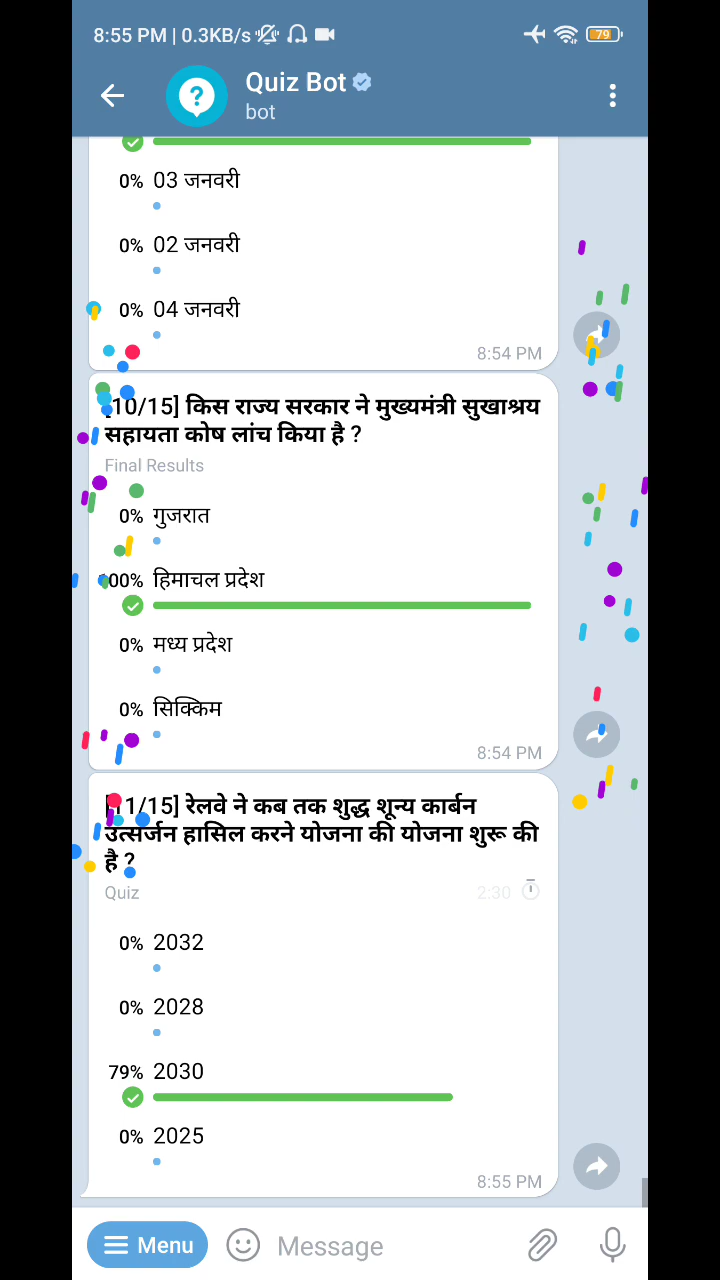 8:55 PM | 0.3KB/s
79
Quiz Bot
bot
0% 03 जनवरी
0% 02 जनवरी
0% 04 जनवरी
8:54 PM
[10/15] किस राज्य सरकार ने मुख्यमंत्री सुखाश्रय
सहायता कोष लांच किया है ?
Final Results
0% गुजरात
100% हिमाचल प्रदेश
0% मध्य प्रदेश
0% सिक्किम
8:54 PM
[11/15] रेलवे ने कब तक शुद्ध शून्य कार्बन
उत्सर्जन हासिल करने योजना की योजना शुरू की
है ?
Quiz
2:30
0% 2032
0% 2028
79% 2030
0% 2025
8:55 PM
Menu
Message